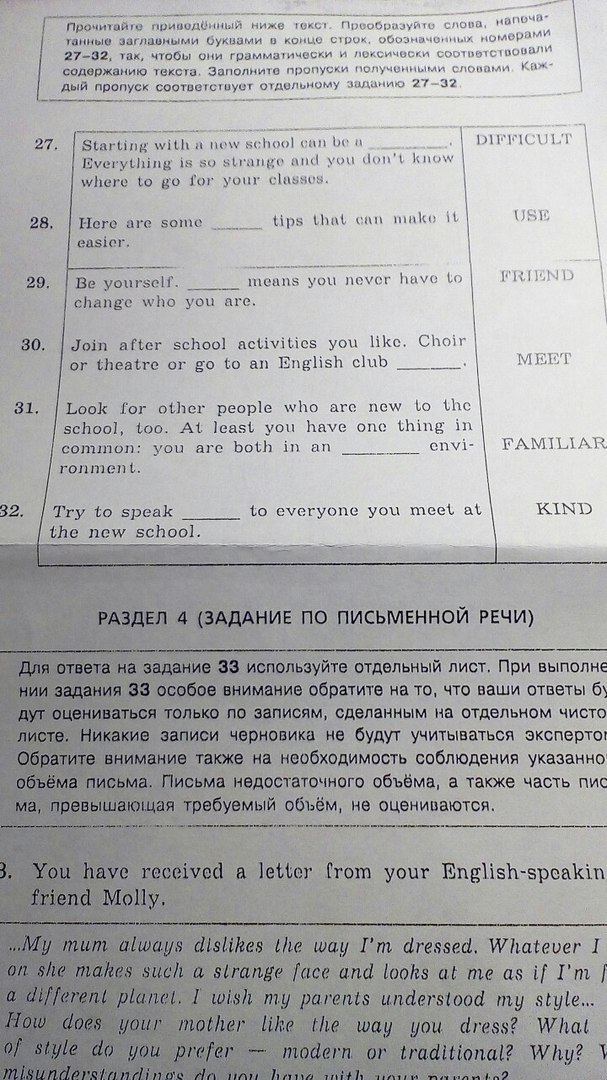 Прочитайте приведённый ниже текст. Преобразуйте слова, напеча-
танные заглавными буквами в конце строк, обозначенных номерами
27–32, так, чтобы они грамматически и лексически соответствовали
содержанию текста. Заполните пропуски полученными словами. Каж-
дый пропуск соответствует отдельному заданию 27–32.
27. Starting with a new school can be a ________. DIFFICULT
Everything is so strange and you don't know
where to go for your classes.
28. Here are some _____ tips that can make it USE
easier.
29. Be yourself. _____ means you never have to FRIEND
change who you are.
30. Join after school activities you like. Choir
or theatre or go to an English club ______. MEET
31. Look for other people who are new to the
school, too. At least you have one thing in
common: you are both in an _______ envi- FAMILIAR
ronment.
32. Try to speak _____ to everyone you meet at KIND
the new school.
РАЗДЕЛ 4 (ЗАДАНИЕ ПО ПИСЬМЕННОЙ РЕЧИ)
Для ответа на задание 33 используйте отдельный лист. При выполне
нии задания 33 особое внимание обратите на то, что ваши ответы бу
дут оцениваться только по записям, сделанным на отдельном чисто
листе. Никакие записи черновика не будут учитываться эксперто
Обратите внимание также на необходимость соблюдения указанно
объёма письма. Письма недостаточного объёма, а также часть пис
ма, превышающая требуемый объём, не оцениваются.
3. You have received a letter from your English-speakin
friend Molly.
...My mum always dislikes the way I'm dressed. Whatever I
on she makes such a strange face and looks at me as if I'm f
a different planet. I wish my parents understood my style...
How does your mother like the way you dress? What
of style do you prefer — modern or traditional? Why?
misunderstandings do you have with your parents?